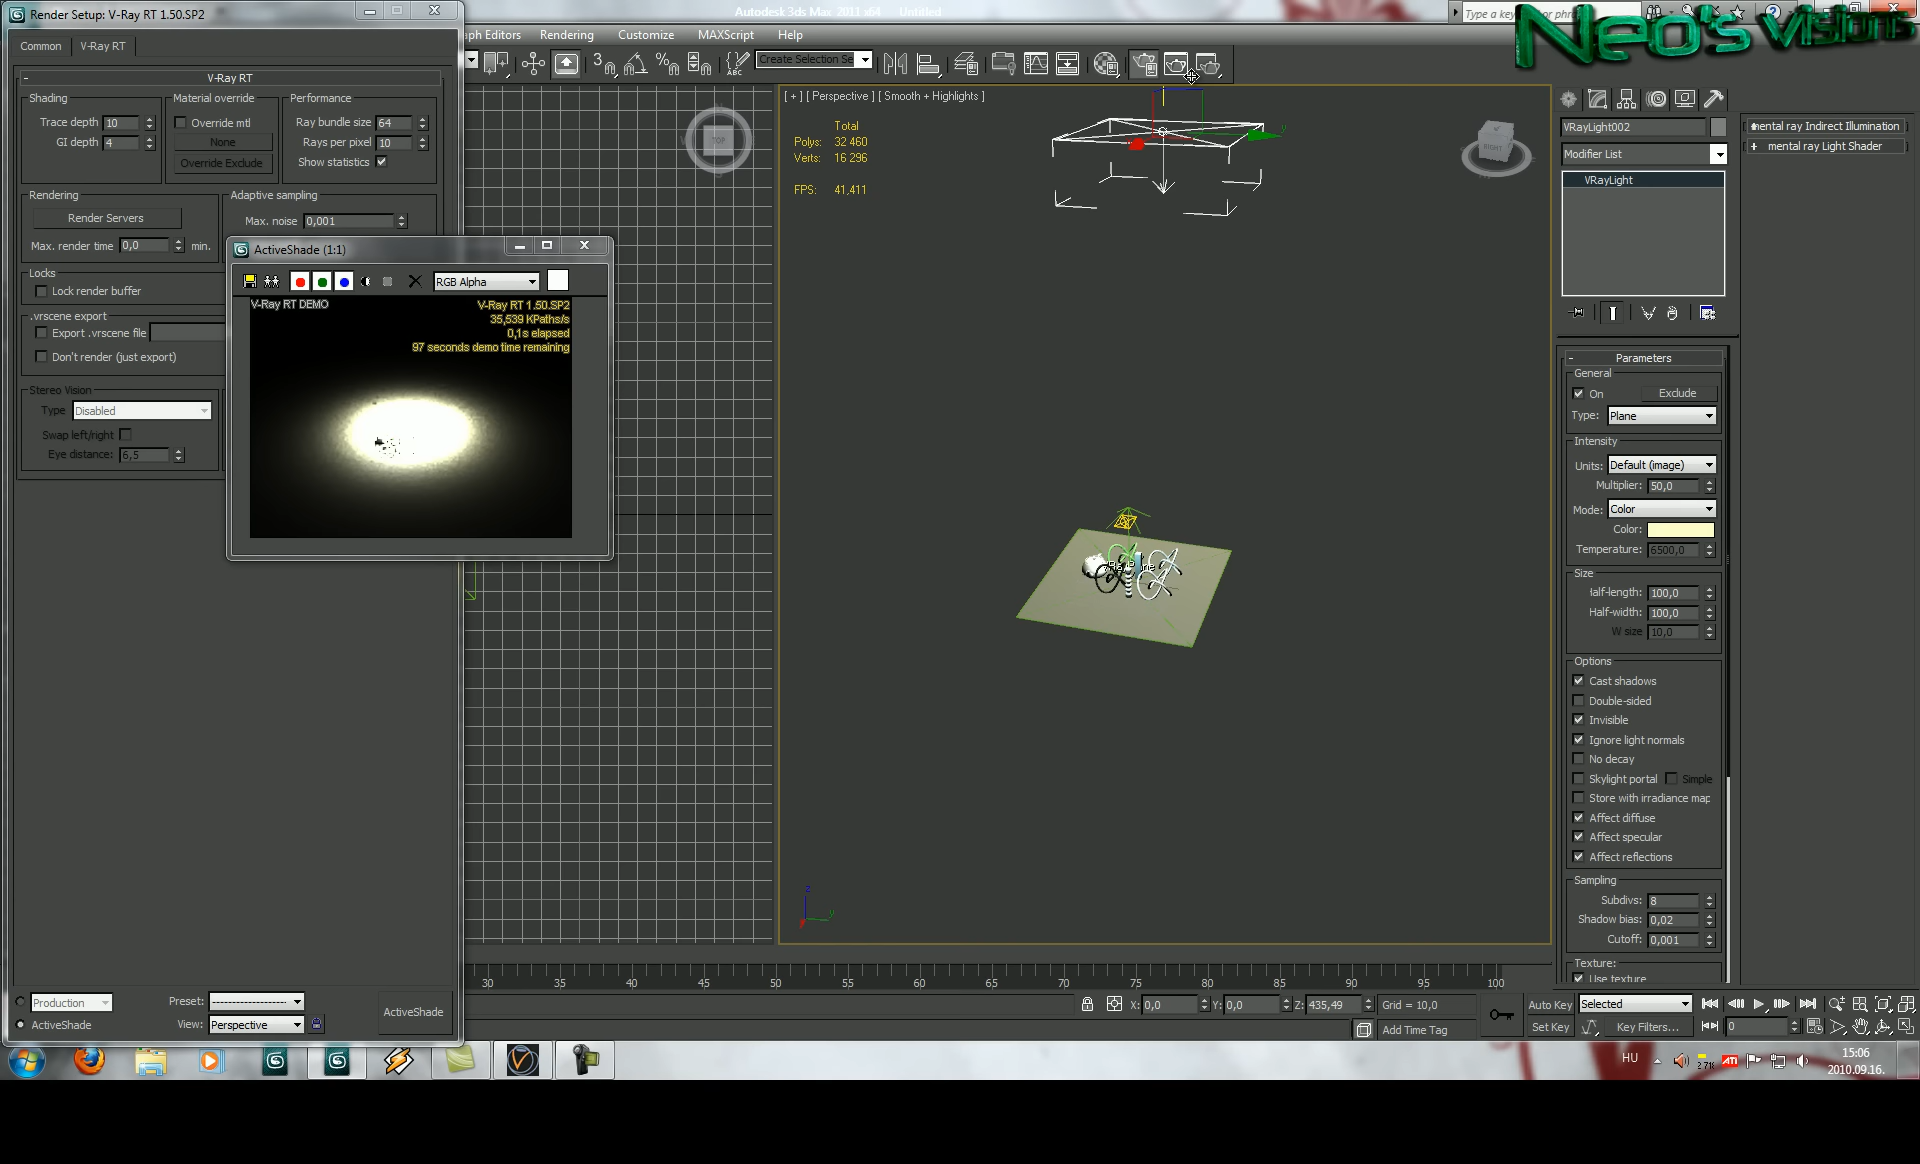 Render Setup: V-Ray RT 1.50.SP2
Autodesk 3ds Max 2011 x64 Untitled
Neo's visions
Common
V-Ray RT
Rendering
Customize
MAXScript
Help
Create Selection Se
V-Ray RT
Shading
Trace depth 10
GI depth 4
Material override
Override mtl
None
Override Exclude
Performance
Ray bundle size 64
Rays per pixel 10
Show statistics
Rendering
Render Servers
Max. render time 0,0 min.
Adaptive sampling
Max. noise 0,001
Locks
Lock render buffer
.vrscene export
Export .vrscene file
Don't render (just export)
Stereo Vision
Type Disabled
Swap left/right
Eye distance: 6,5
ActiveShade (1:1)
RGB Alpha
V-Ray RT DEMO
V-Ray RT 1.50.SP2
35,539 KPaths/s
0,1s elapsed
97 seconds demo time remaining
TOP
[ + ] [ Perspective ] [ Smooth + Highlights ]
Total
Polys: 32 460
Verts: 16 296
FPS: 41,411
y
z
y
VRayLight002
Modifier List
VRayLight
mental ray Indirect Illumination
+ mental ray Light Shader
Parameters
General
On
Exclude
Type: Plane
Intensity
Units: Default (image)
Multiplier: 50,0
Mode: Color
Color:
Temperature: 6500,0
Size
Half-length: 100,0
Half-width: 100,0
W size 10,0
Options
Cast shadows
Double-sided
Invisible
Ignore light normals
No decay
Skylight portal
Simple
Store with irradiance map
Affect diffuse
Affect specular
Affect reflections
Sampling
Subdivs: 8
Shadow bias: 0,02
Cutoff: 0,001
Texture:
Use texture
30 35 40 45 50 55 60 65 70 75 80 85 90 95 100
Production
ActiveShade
Preset: --------------------
View: Perspective
ActiveShade
X: 0,0
Y: 0,0
Z: 435,49
Grid = 10,0
Add Time Tag
Auto Key
Selected
Set Key
Key Filters...
0
HU
ATI
15:06
2010.09.16.